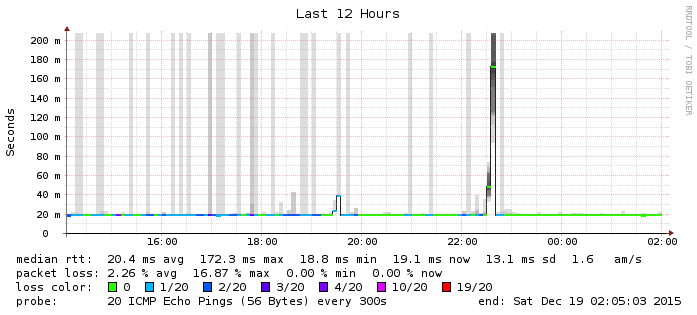 Last 12 Hours
RRDTOOL / TOBI OETIKER
Seconds
200 m
180 m
160 m
140 m
120 m
100 m
80 m
60 m
40 m
20 m
0
16:00 18:00 20:00 22:00 00:00 02:00
median rtt: 20.4 ms avg 172.3 ms max 18.8 ms min 19.1 ms now 13.1 ms sd 1.6 am/s
packet loss: 2.26 % avg 16.87 % max 0.00 % min 0.00 % now
loss color: 0 1/20 2/20 3/20 4/20 10/20 19/20
probe: 20 ICMP Echo Pings (56 Bytes) every 300s end: Sat Dec 19 02:05:03 2015